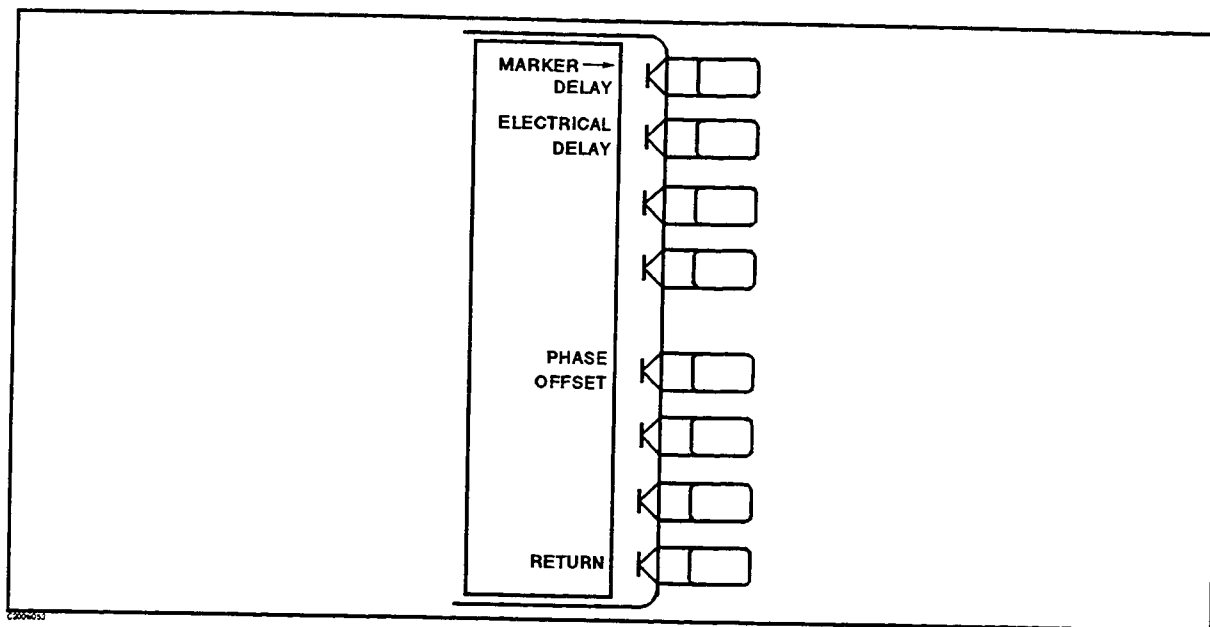 MARKER →
DELAY
ELECTRICAL
DELAY
PHASE
OFFSET
RETURN